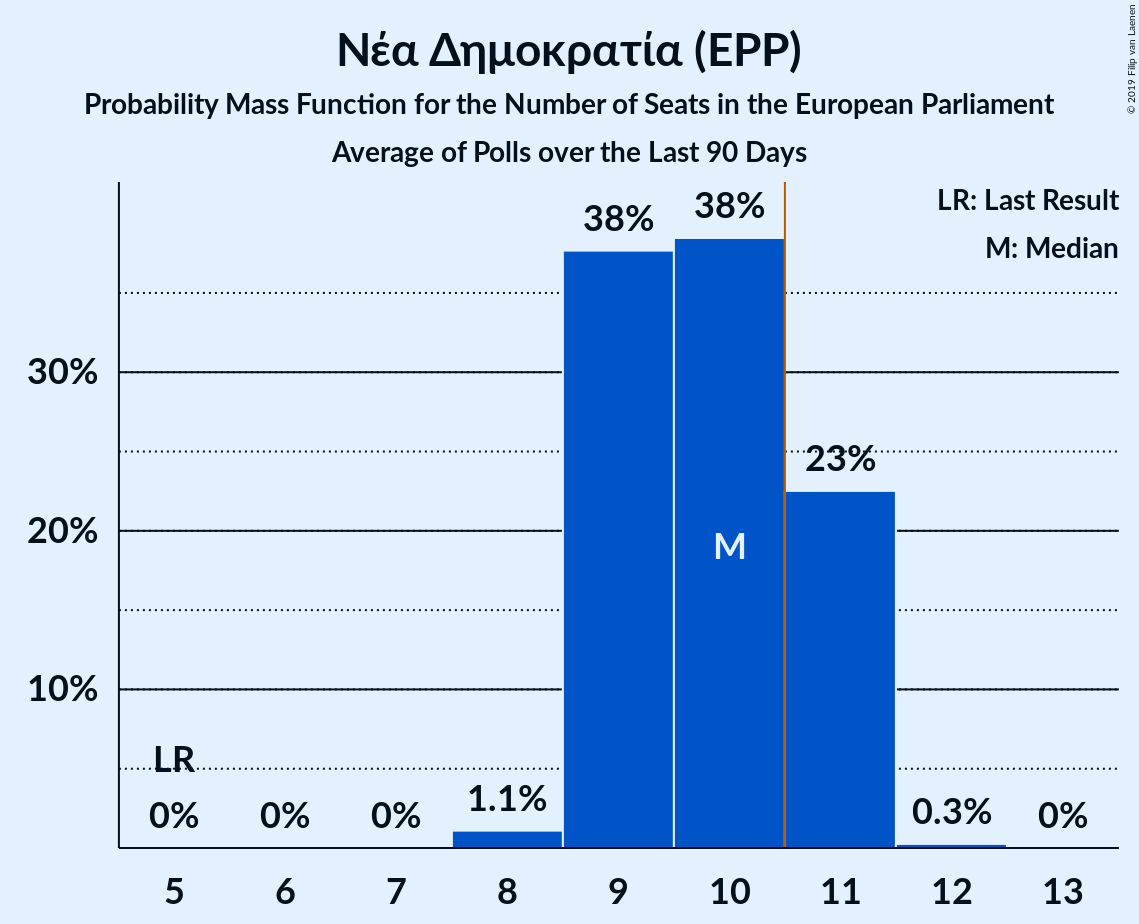 Νέα Δημοκρατία (EPP)
Probability Mass Function for the Number of Seats in the European Parliament
Average of Polls over the Last 90 Days
© 2019 Filip van Laenen
LR: Last Result
M: Median
38%
38%
30%
23%
20%
M
10%
LR
0%
0%
0%
1.1%
0.3%
0%
5
6
7
8
9
10
11
12
13